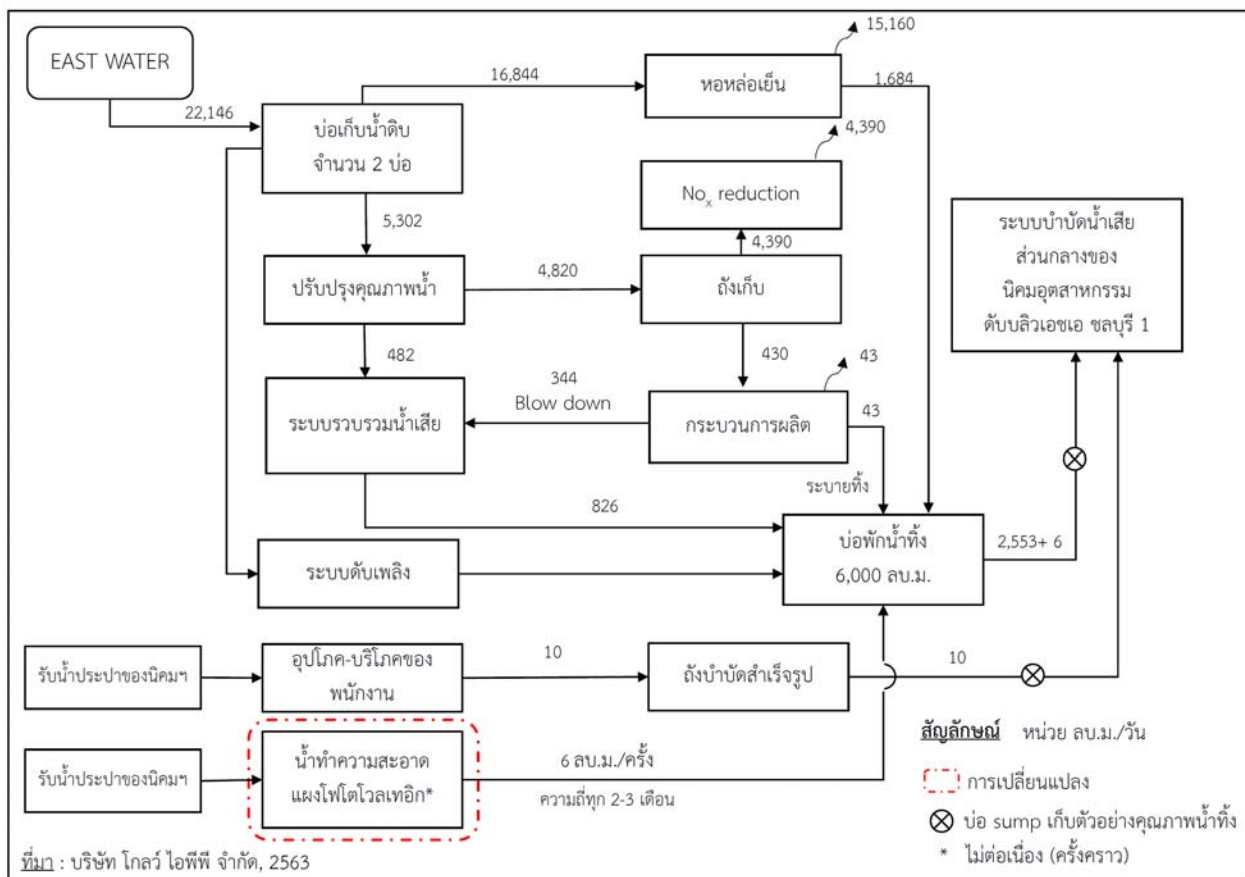 EAST WATER
22,146
16,844
15,160
หอหล่อเย็น
1,684
บ่อเก็บน้ำดิบ
จำนวน 2 บ่อ
4,390
No_x reduction
5,302
4,390
ระบบบำบัดน้ำเสีย
ส่วนกลางของ
นิคมอุตสาหกรรม
ดับบลิวเอชเอ ชลบุรี 1
ปรับปรุงคุณภาพน้ำ
4,820
ถังเก็บ
482
430
43
344
Blow down
ระบบรวบรวมน้ำเสีย
กระบวนการผลิต
43
ระบายทิ้ง
826
บ่อพักน้ำทิ้ง
6,000 ลบ.ม.
2,553+ 6
ระบบดับเพลิง
รับน้ำประปาของนิคมฯ
อุปโภค-บริโภคของ
พนักงาน
10
ถังบำบัดสำเร็จรูป
10
รับน้ำประปาของนิคมฯ
น้ำทำความสะอาด
แผงโฟโตโวลเทอิก*
6 ลบ.ม./ครั้ง
ความถี่ทุก 2-3 เดือน
สัญลักษณ์ หน่วย ลบ.ม./วัน
การเปลี่ยนแปลง
บ่อ sump เก็บตัวอย่างคุณภาพน้ำทิ้ง
* ไม่ต่อเนื่อง (ครั้งคราว)
ที่มา : บริษัท โกลว์ ไอพีพี จำกัด, 2563